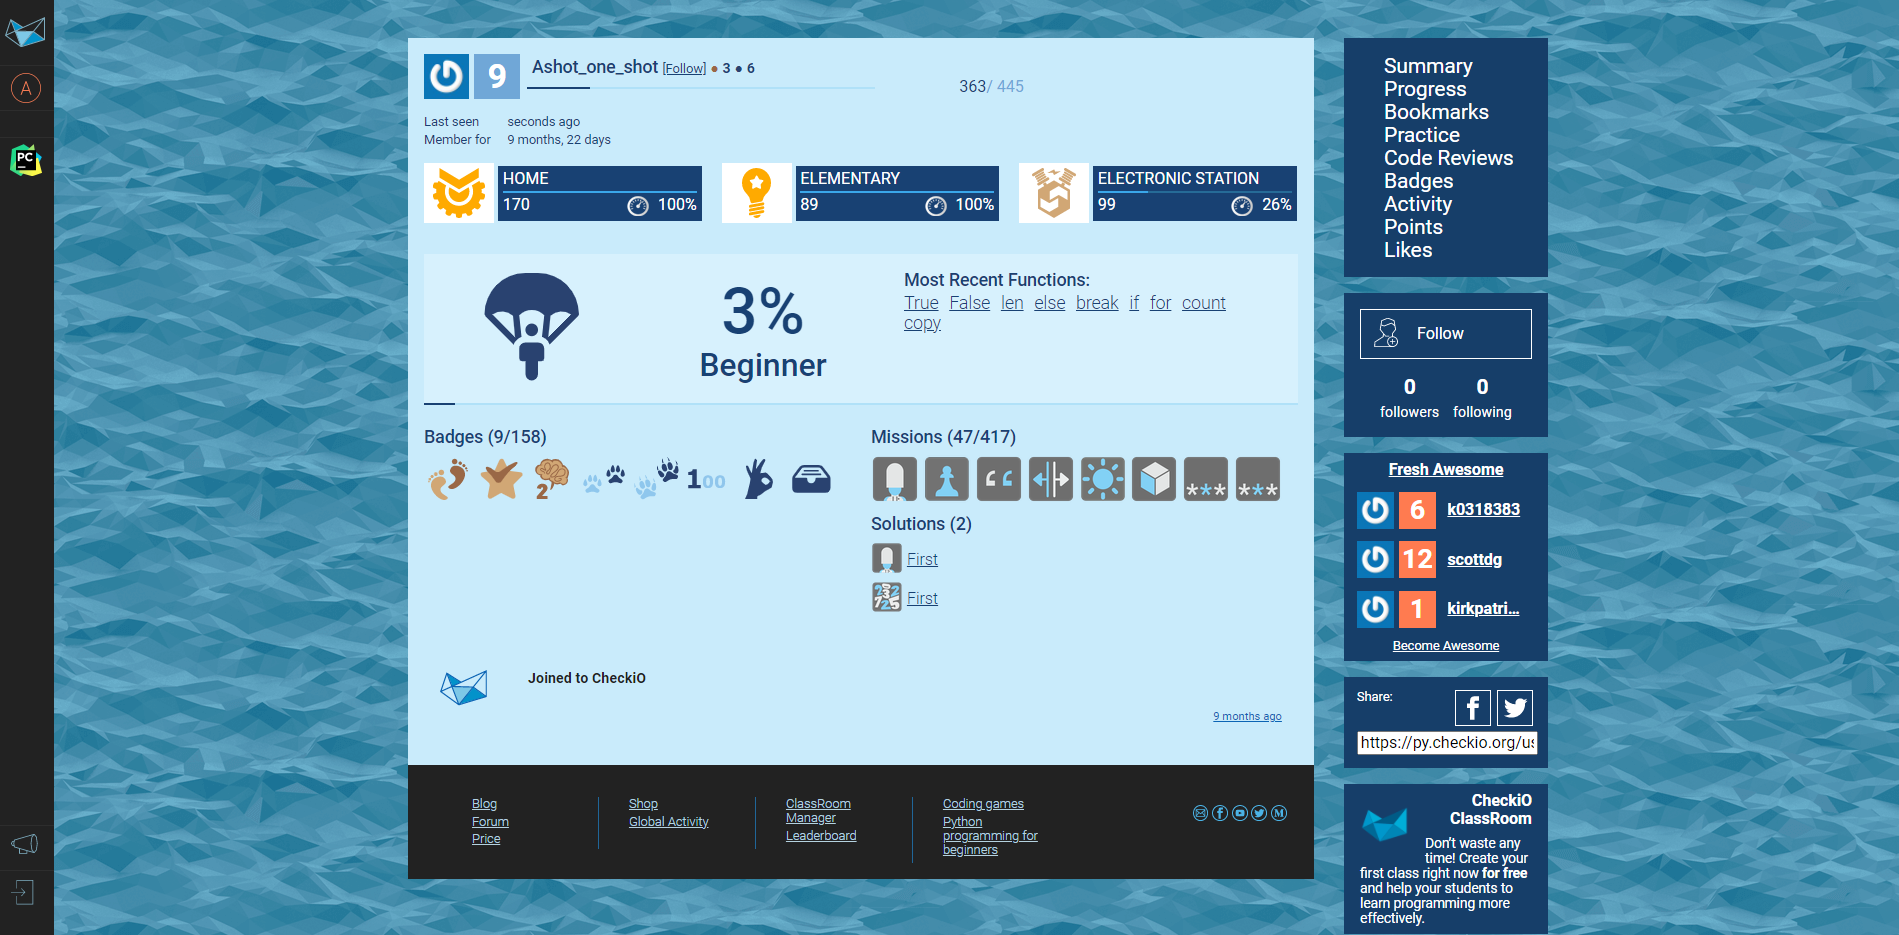 A
PC
9
Ashot_one_shot [Follow] ● 3 ● 6
363/ 445
Last seen seconds ago
Member for 9 months, 22 days
HOME
170 100%
ELEMENTARY
89 100%
ELECTRONIC STATION
99 26%
3%
Beginner
Most Recent Functions:
True False len else break if for count
copy
Badges (9/158)
2
100
Missions (47/417)
***
***
Solutions (2)
First
First
Joined to CheckiO
9 months ago
Blog
Forum
Price
Shop
Global Activity
ClassRoom
Manager
Leaderboard
Coding games
Python
programming for
beginners
Summary
Progress
Bookmarks
Practice
Code Reviews
Badges
Activity
Points
Likes
Follow
0 0
followers following
Fresh Awesome
6 k0318383
12 scottdg
1 kirkpatri...
Become Awesome
Share:
https://py.checkio.org/us
CheckiO
ClassRoom
Don't waste any
time! Create your
first class right now for free
and help your students to
learn programming more
effectively.